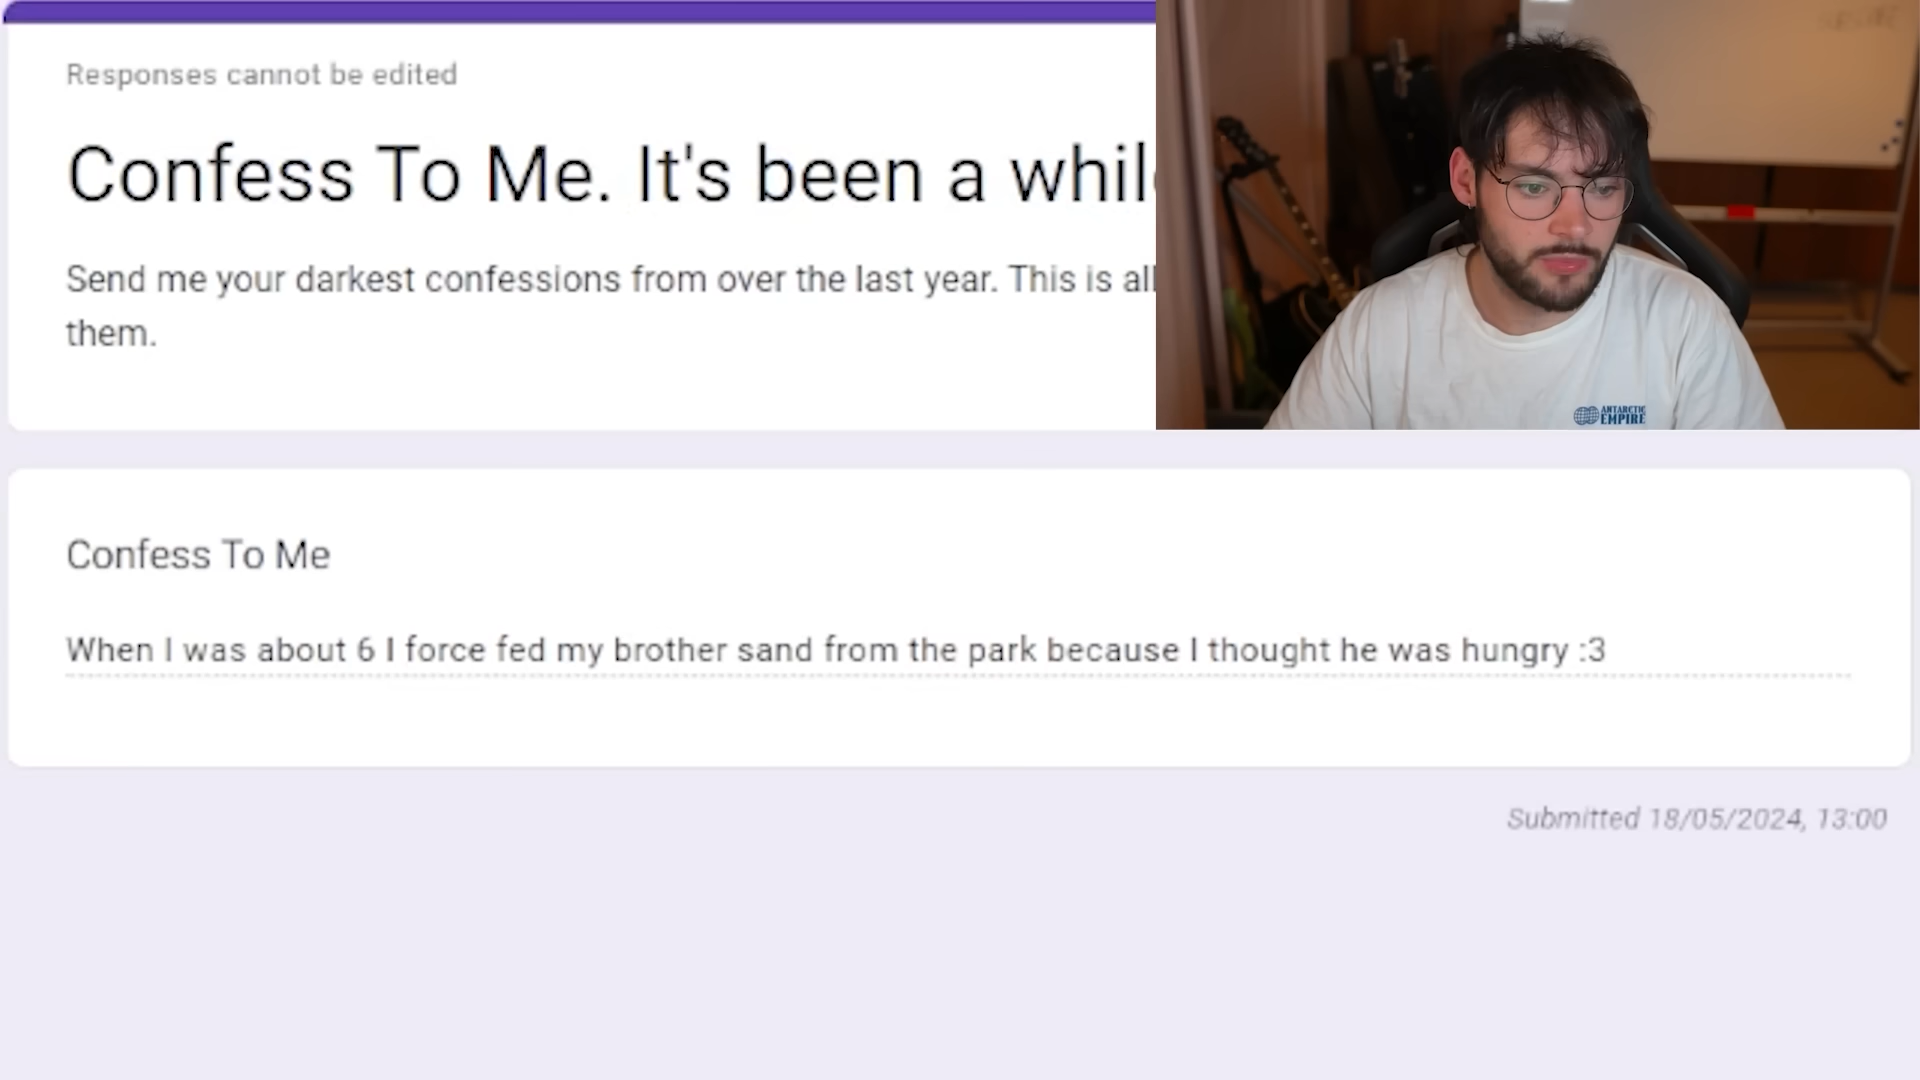 Responses cannot be edited
Confess To Me. It's been a whil
Send me your darkest confessions from over the last year. This is all
them.
ANTARCTIC
EMPIRE
Confess To Me
When I was about 6 I force fed my brother sand from the park because I thought he was hungry :3
Submitted 18/05/2024, 13:00